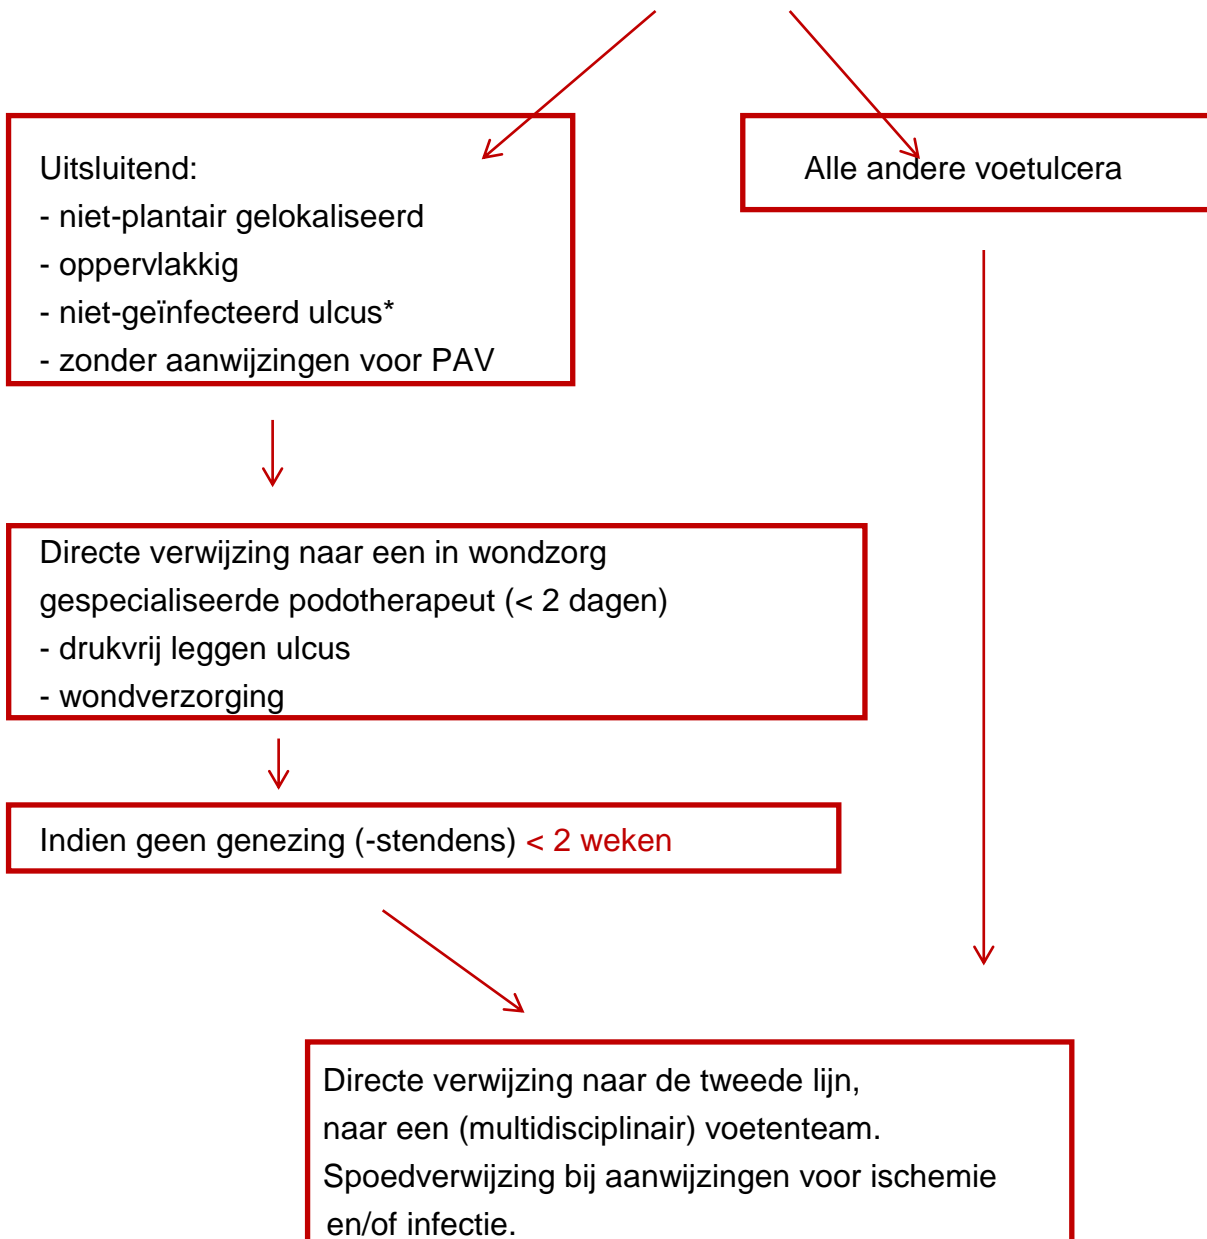 Uitsluitend:
- niet-plantair gelokaliseerd
- oppervlakkig
- niet-geïnfecteerd ulcus*
- zonder aanwijzingen voor PAV
Alle andere voetulcera
Directe verwijzing naar een in wondzorg
gespecialiseerde podotherapeut (< 2 dagen)
- drukvrij leggen ulcus
- wondverzorging
Indien geen genezing (-stendens) < 2 weken
Directe verwijzing naar de tweede lijn,
naar een (multidisciplinair) voetenteam.
Spoedverwijzing bij aanwijzingen voor ischemie
en/of infectie.